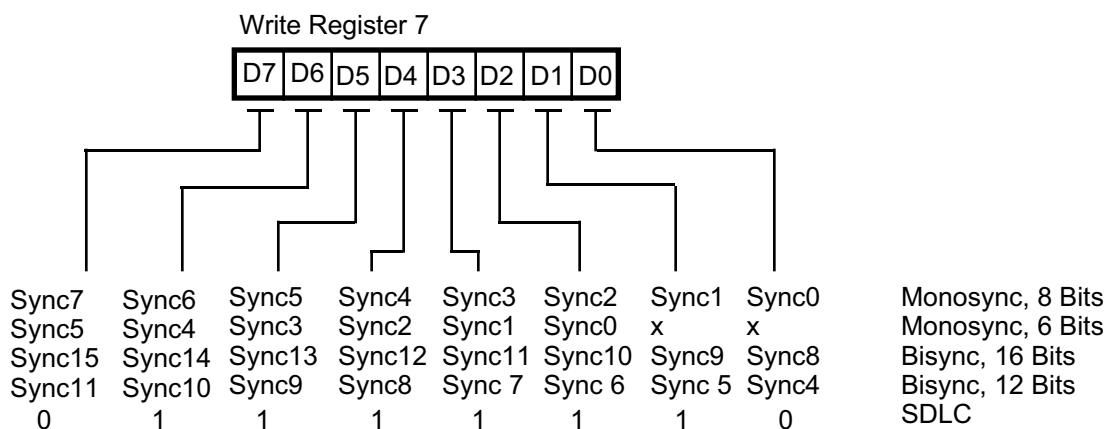 Write Register 7
D7 D6 D5 D4 D3 D2 D1 D0
Sync7 Sync6 Sync5 Sync4 Sync3 Sync2 Sync1 Sync0 Monosync, 8 Bits
Sync5 Sync4 Sync3 Sync2 Sync1 Sync0 x x Monosync, 6 Bits
Sync15 Sync14 Sync13 Sync12 Sync11 Sync10 Sync9 Sync8 Bisync, 16 Bits
Sync11 Sync10 Sync9 Sync8 Sync 7 Sync 6 Sync 5 Sync4 Bisync, 12 Bits
0 1 1 1 1 1 1 0 SDLC